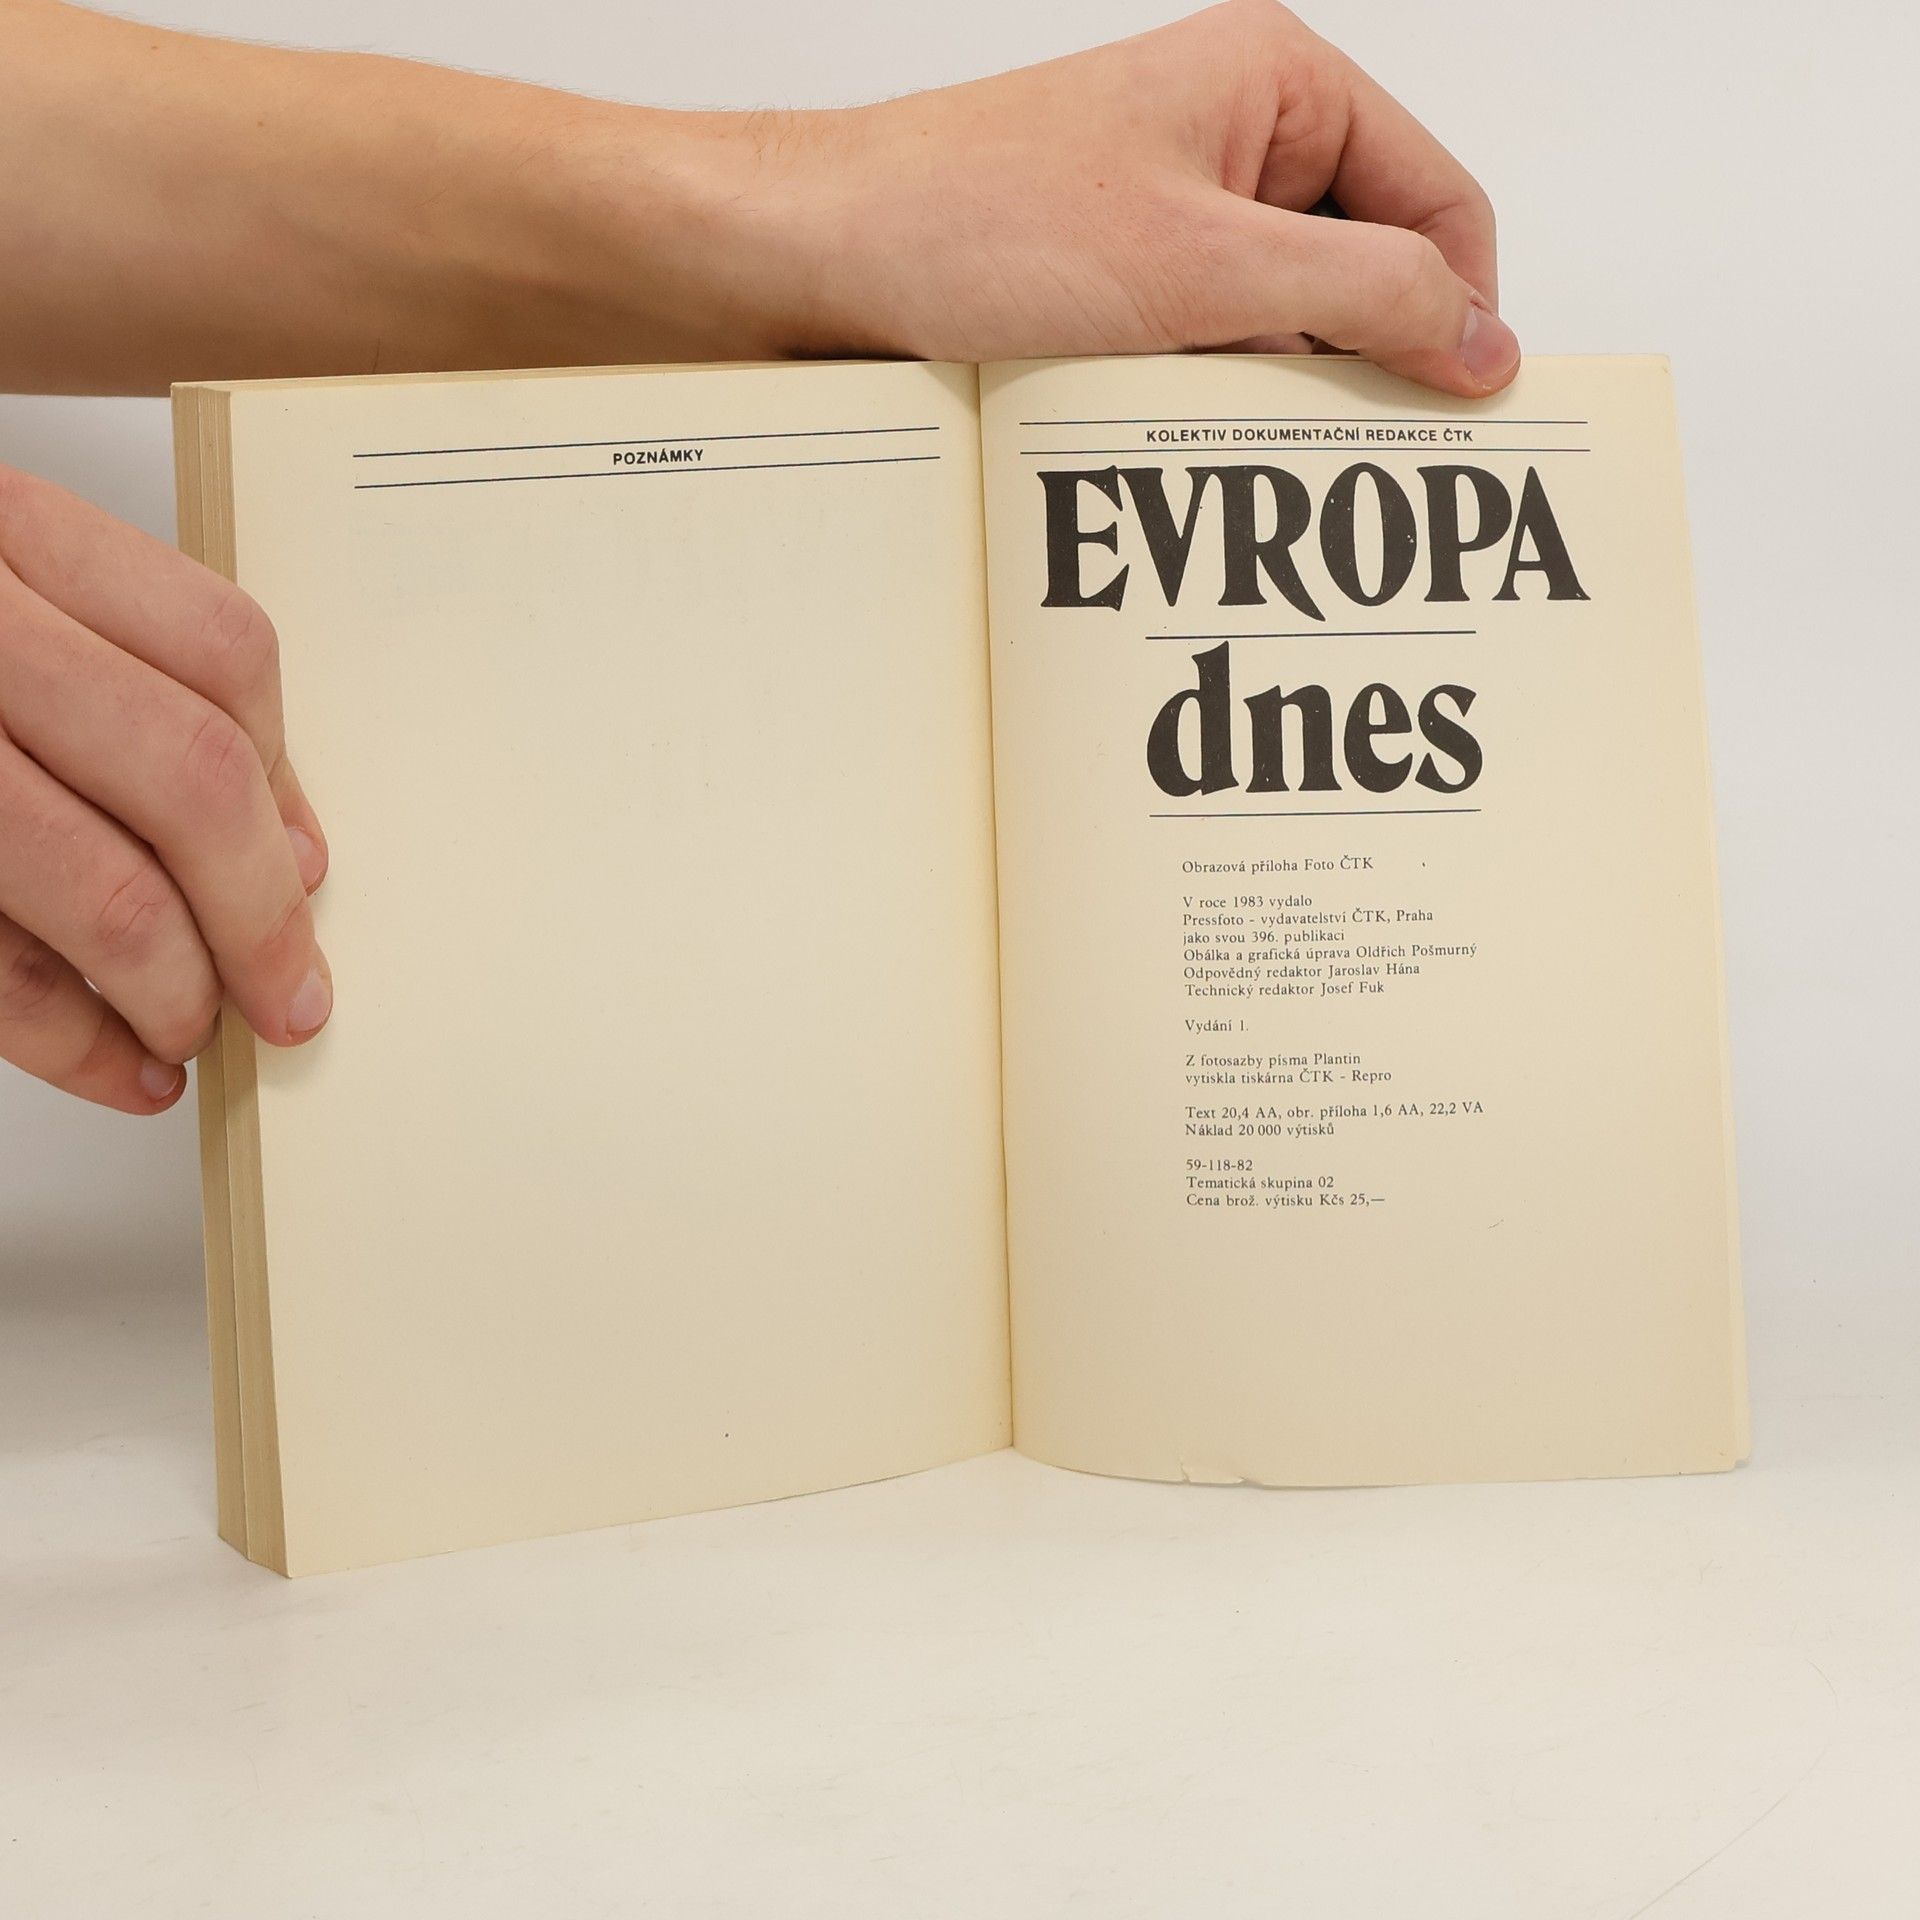 POZNÁMKY
KOLEKTIV DOKUMENTAČNÍ REDAKCE ČTK
EVROPA
dnes
Obrazová příloha Foto ČTK
V roce 1983 vydalo
Pressfoto - vydavatelství ČTK, Praha
jako svou 396. publikaci
Obálka a grafická úprava Oldřich Pošmurný
Odpovědný redaktor Jaroslav Hána
Technický redaktor Josef Fuk
Vydání 1.
Z fotosazby písma Plantin
vytiskla tiskárna ČTK - Repro
Text 20,4 AA, obr. příloha 1,6 AA, 22,2 VA
Náklad 20 000 výtisků
59-118-82
Tematická skupina 02
Cena brož. výtisku Kčs 25,—